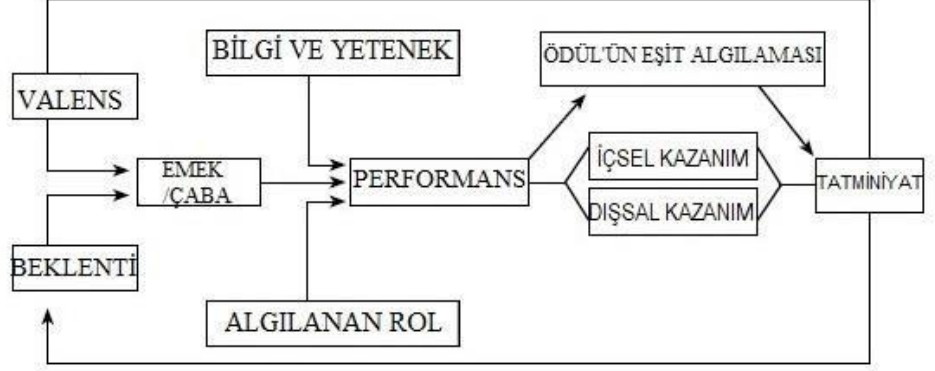 BİLGİ VE YETENEK
ÖDÜL'ÜN EŞİT ALGILAMASI
VALENS
EMEK
/ÇABA
PERFORMANS
İÇSEL KAZANIM
DIŞSAL KAZANIM
TATMİNİYAT
BEKLENTİ
ALGILANAN ROL